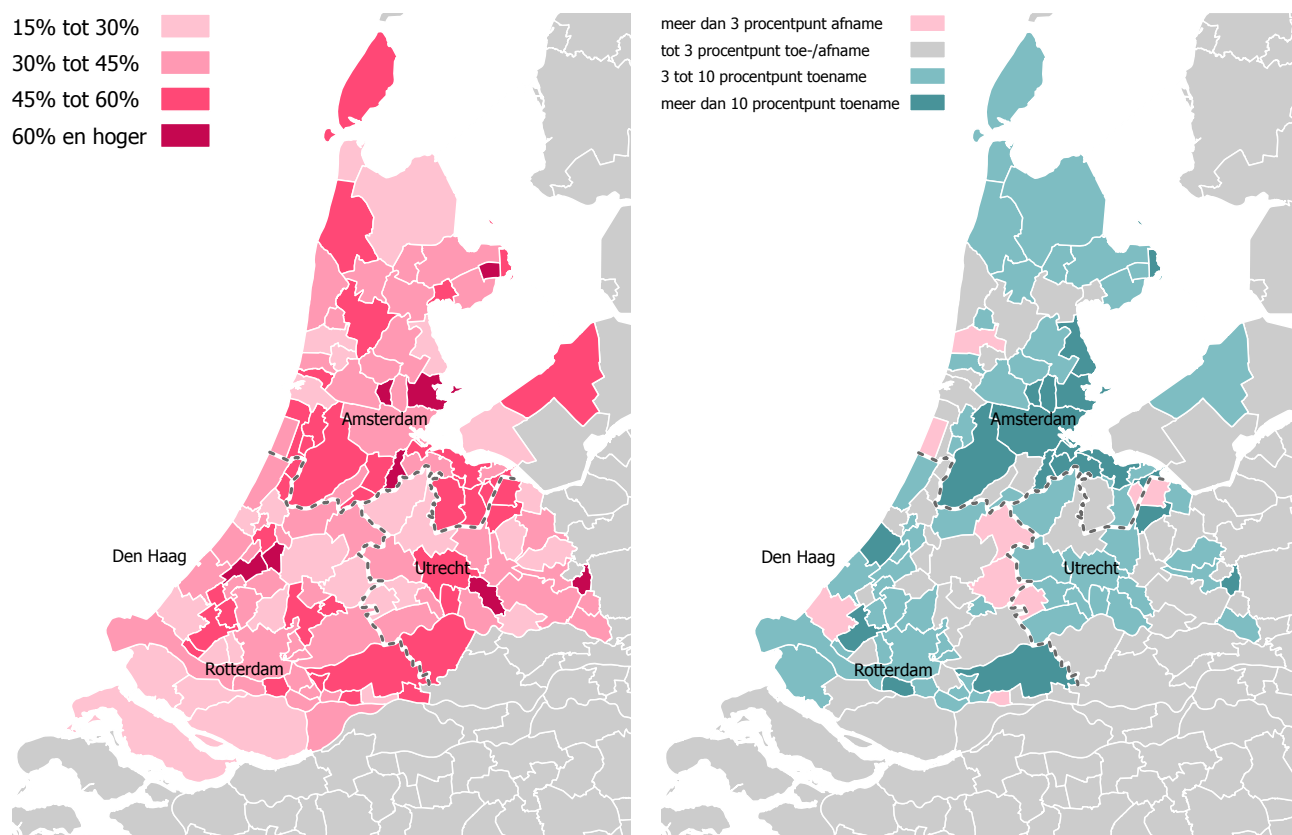 15% tot 30%
30% tot 45%
45% tot 60%
60% en hoger
Amsterdam
Den Haag
Utrecht
Rotterdam
meer dan 3 procentpunt afname
tot 3 procentpunt toe-/afname
3 tot 10 procentpunt toename
meer dan 10 procentpunt toename
Amsterdam
Den Haag
Utrecht
Rotterdam